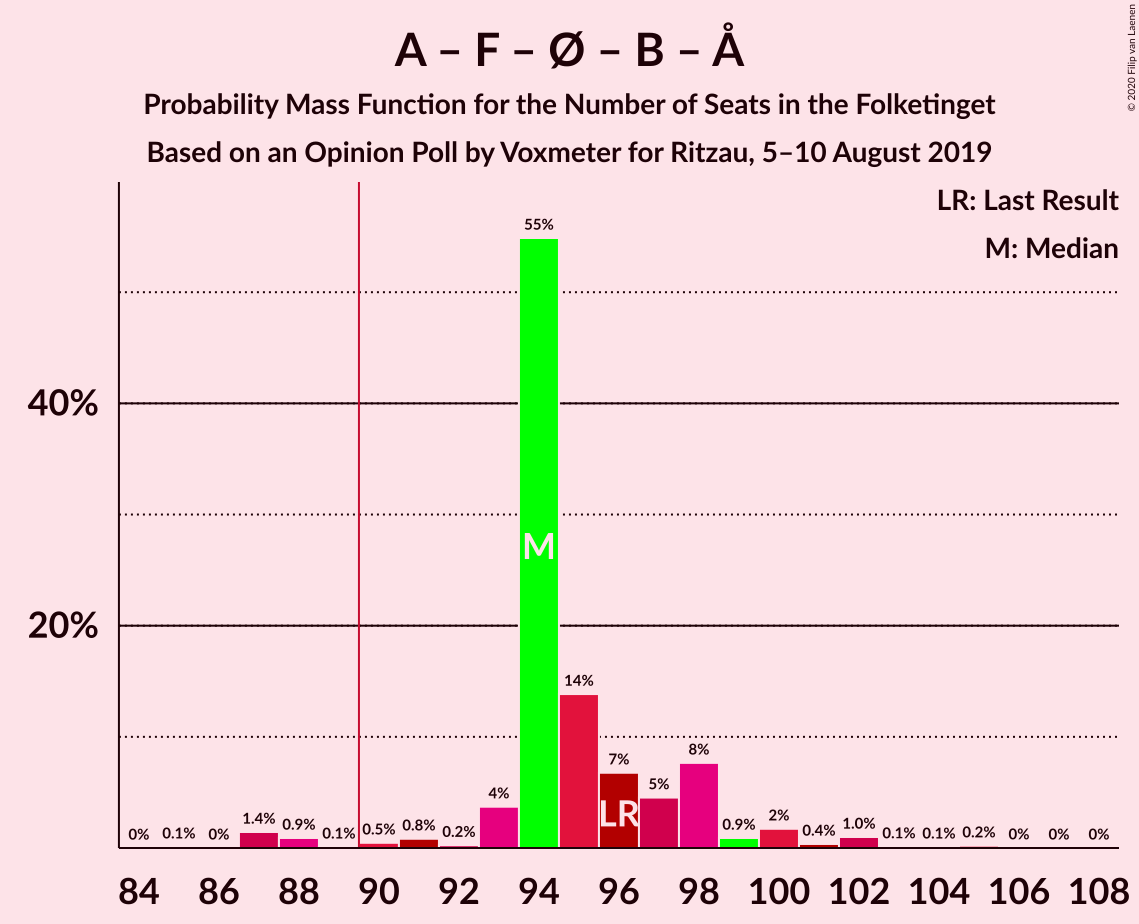 A – F – Ø – B – Å
Probability Mass Function for the Number of Seats in the Folketinget
Based on an Opinion Poll by Voxmeter for Ritzau, 5–10 August 2019
© 2020 Filip van Laenen
LR: Last Result
M: Median
55%
40%
M
20%
14%
8%
7%
5%
LR
4%
0% 0.1% 0% 1.4% 0.9% 0.1% 0.5% 0.8% 0.2% 0.9% 2% 0.4% 1.0% 0.1% 0.1% 0.2% 0% 0% 0%
84 86 88 90 92 94 96 98 100 102 104 106 108